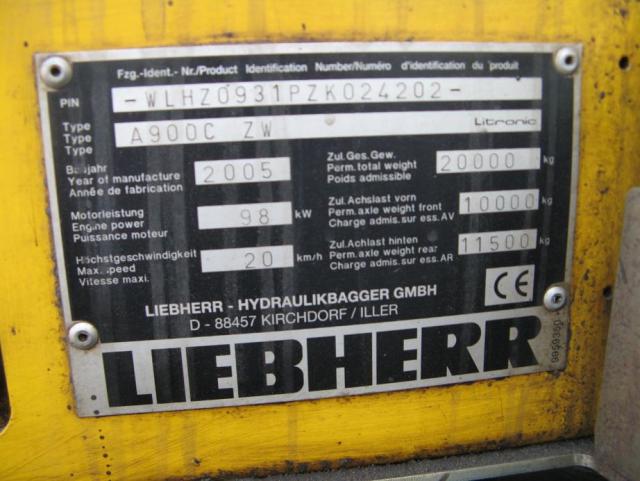 Fzg.-Ident.- Nr./Product Identification Number/Numéro d'identification du produit
PIN -WLHZ0931PZK024202-
Type
Type A900C ZW Litronic
Type
Baujahr
Year of manufacture 2005
Année de fabrication
Motorleistung
Engine power 98 kW
Puissance moteur
Höchstgeschwindigkeit
Max. speed 20 km/h
Vitesse maxi.
Zul.Ges.Gew.
Perm.total weight 20000 kg
Poids admissible
Zul.Achslast vorn
Perm.axle weight front 10000 kg
Charge admis.sur ess.AV
Zul.Achlast hinten
Perm.axle weight rear 11500 kg
Charge admis.sur ess.AR
CE
LIEBHERR - HYDRAULIKBAGGER GMBH
D - 88457 KIRCHDORF / ILLER
LIEBHERR